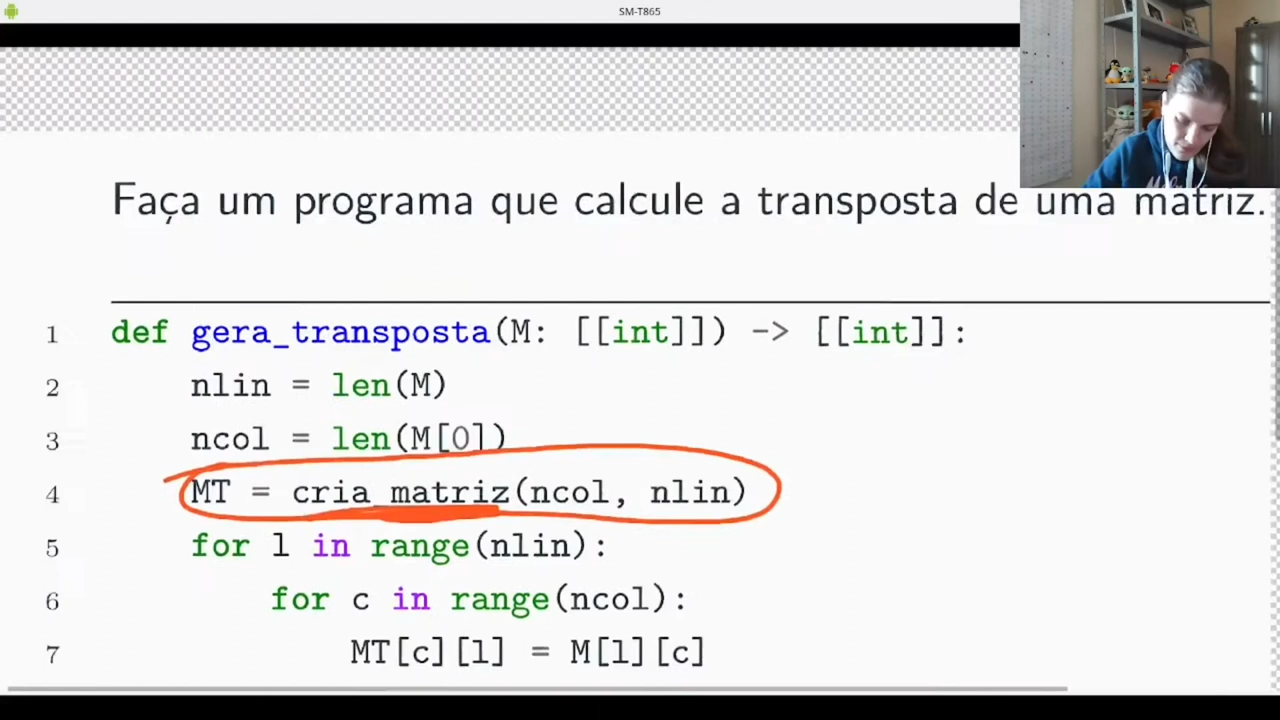 SM-T865
Faça um programa que calcule a transposta de uma matriz.
1 def gera_transposta(M: [[int]]) -> [[int]]:
2 nlin = len(M)
3 ncol = len(M[0])
4 MT = cria_matriz(ncol, nlin)
5 for l in range(nlin):
6 for c in range(ncol):
7 MT[c][l] = M[l][c]